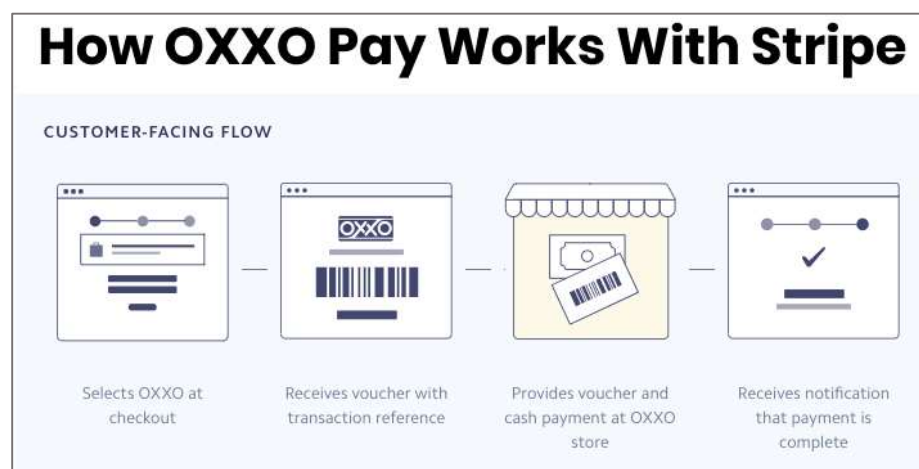 How OXXO Pay Works With Stripe
CUSTOMER-FACING FLOW
OXXO
Selects OXXO at
checkout
Receives voucher with
transaction reference
Provides voucher and
cash payment at OXXO
store
Receives notification
that payment is
complete